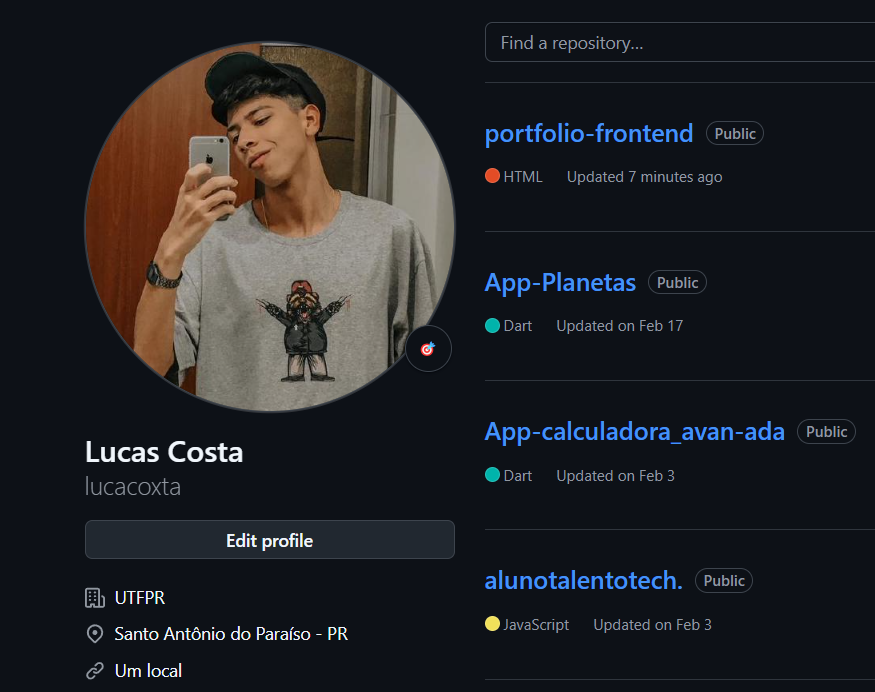 Find a repository...
portfolio-frontend Public
HTML Updated 7 minutes ago
App-Planetas Public
Dart Updated on Feb 17
App-calculadora_avan-ada Public
Dart Updated on Feb 3
alunotalentotech. Public
JavaScript Updated on Feb 3
Lucas Costa
lucacoxta
Edit profile
UTFPR
Santo Antônio do Paraíso - PR
Um local